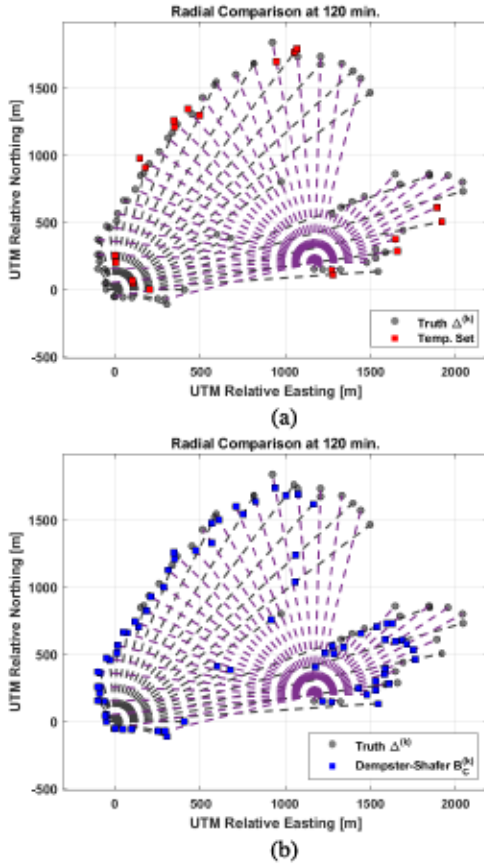 Radial Comparison at 120 min.
UTM Relative Northing [m]
1500
1000
500
0
-500
0
500
1000
1500
2000
Truth Δ(k)
Temp. Set
UTM Relative Easting [m]
(a)
Radial Comparison at 120 min.
UTM Relative Northing [m]
1500
1000
500
0
-500
0
500
1000
1500
2000
Truth Δ(k)
Dempster-Shafer B(k)C
UTM Relative Easting [m]
(b)